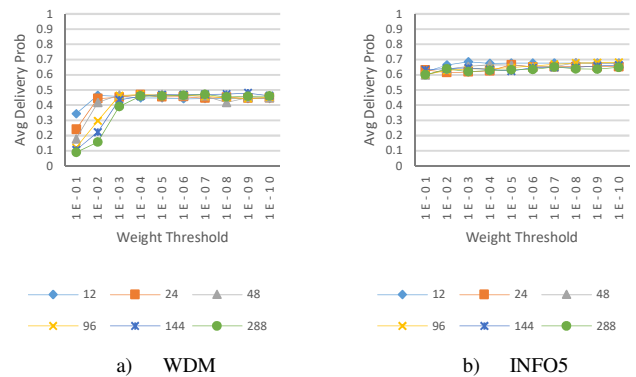 Avg Delivery Prob
1
0.9
0.8
0.7
0.6
0.5
0.4
0.3
0.2
0.1
0
1E-01
1E-02
1E-03
1E-04
1E-05
1E-06
1E-07
1E-08
1E-09
1E-10
Weight Threshold
12 24 48
96 144 288
a) WDM
Avg Delivery Prob
1
0.9
0.8
0.7
0.6
0.5
0.4
0.3
0.2
0.1
0
1E-01
1E-02
1E-03
1E-04
1E-05
1E-06
1E-07
1E-08
1E-09
1E-10
Weight Threshold
12 24 48
96 144 288
b) INFO5